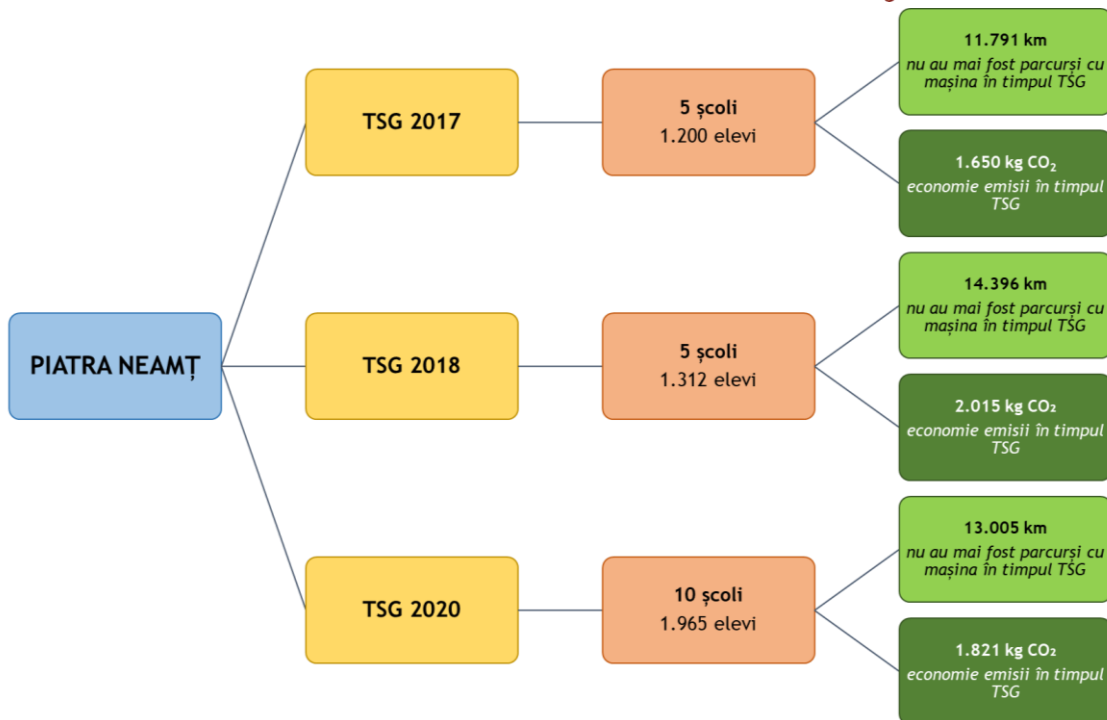 PIATRA NEAMȚ
TSG 2017
5 școli
1.200 elevi
11.791 km
nu au mai fost parcurși cu
mașina în timpul TSG
1.650 kg CO₂
economie emisii în timpul
TSG
TSG 2018
5 școli
1.312 elevi
14.396 km
nu au mai fost parcurși cu
mașina în timpul TSG
2.015 kg CO₂
economie emisii în timpul
TSG
TSG 2020
10 școli
1.965 elevi
13.005 km
nu au mai fost parcurși cu
mașina în timpul TSG
1.821 kg CO₂
economie emisii în timpul
TSG